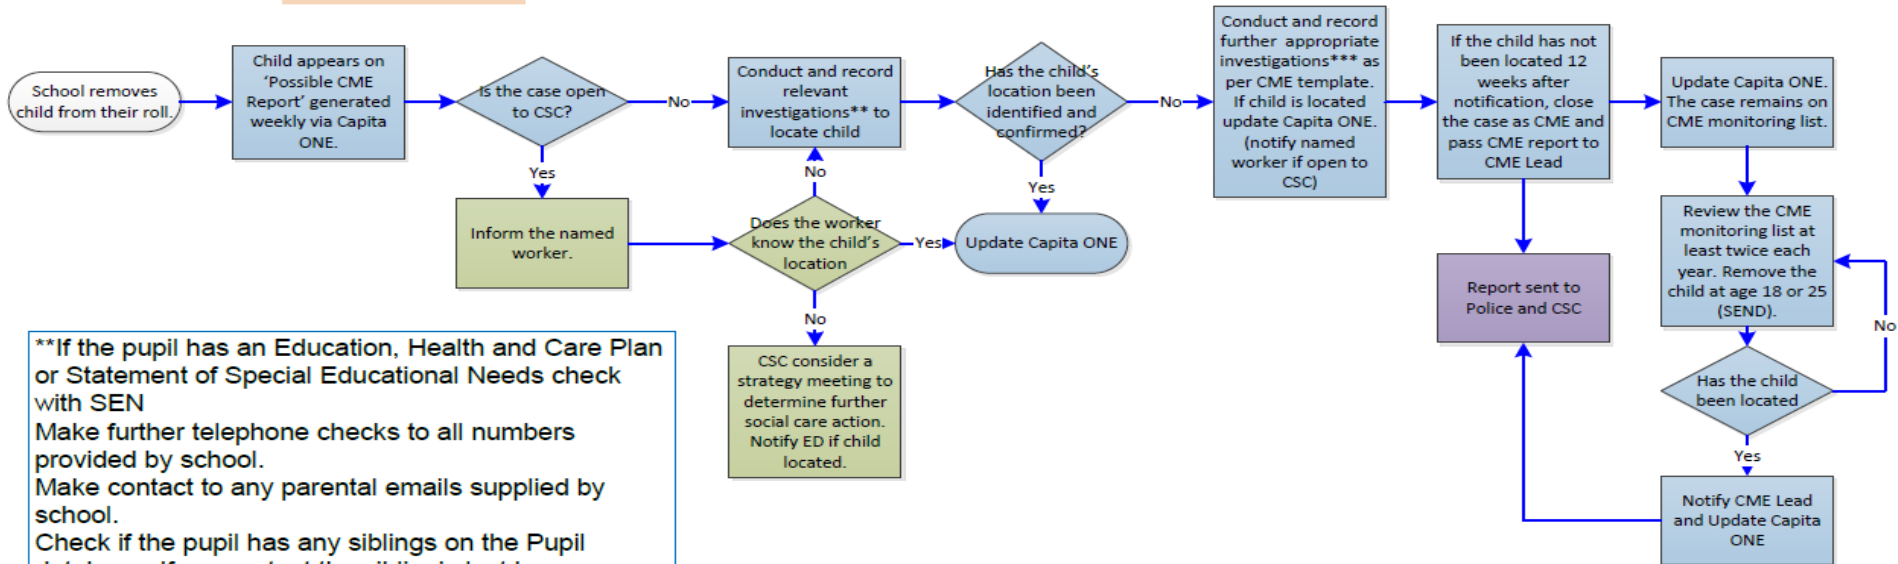 School removes
child from their roll.
Child appears on
'Possible CME
Report' generated
weekly via Capita
ONE.
Is the case open
to CSC?
No
Yes
Inform the named
worker.
Conduct and record
relevant
investigations** to
locate child
No
Does the worker
know the child's
location
Yes
No
CSC consider a
strategy meeting to
determine further
social care action.
Notify ED if child
located.
Has the child's
location been
identified and
confirmed?
No
Yes
Update Capita ONE
Conduct and record
further appropriate
investigations*** as
per CME template.
If child is located
update Capita ONE.
(notify named
worker if open to
CSC)
If the child has not
been located 12
weeks after
notification, close
the case as CME and
pass CME report to
CME Lead
Report sent to
Police and CSC
Update Capita ONE.
The case remains on
CME monitoring list.
Review the CME
monitoring list at
least twice each
year. Remove the
child at age 18 or 25
(SEND).
No
Has the child
been located
Yes
Notify CME Lead
and Update Capita
ONE
**If the pupil has an Education, Health and Care Plan
or Statement of Special Educational Needs check
with SEN
Make further telephone checks to all numbers
provided by school.
Make contact to any parental emails supplied by
school.
Check if the pupil has any siblings on the Pupil